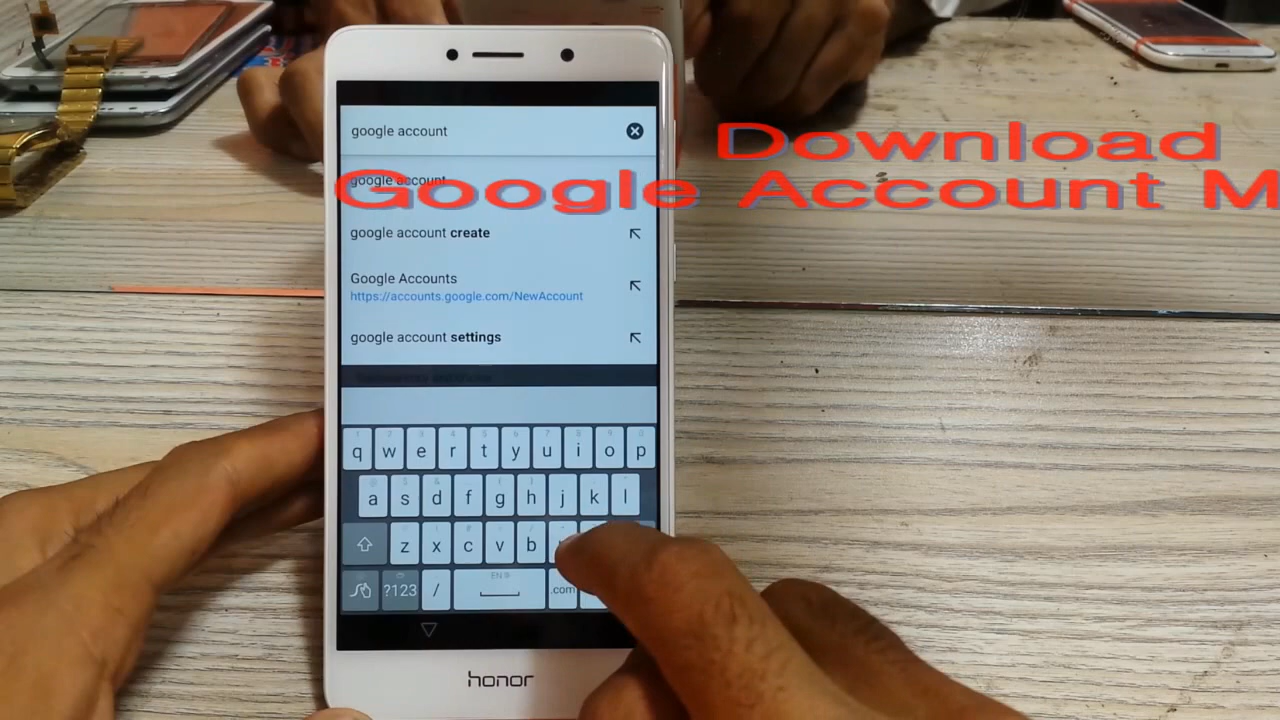 google account
Download
google account
Google Account M
google account create
Google Accounts
https://accounts.google.com/NewAccount
google account settings
q w e r t y u i o p
a s d f g h j k l
z x c v b
?123 / EN .com
honor